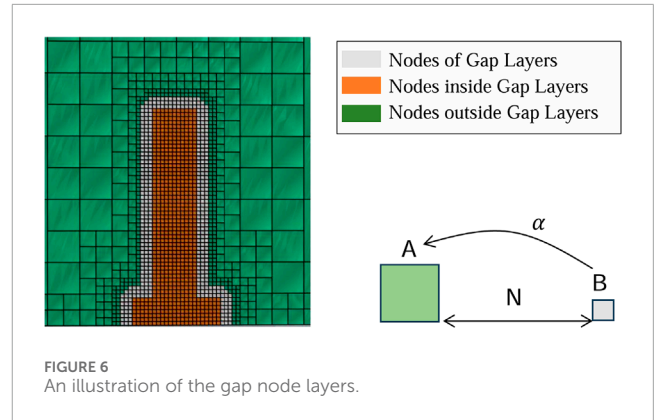 Nodes of Gap Layers
Nodes inside Gap Layers
Nodes outside Gap Layers
α
A
B
N
FIGURE 6
An illustration of the gap node layers.